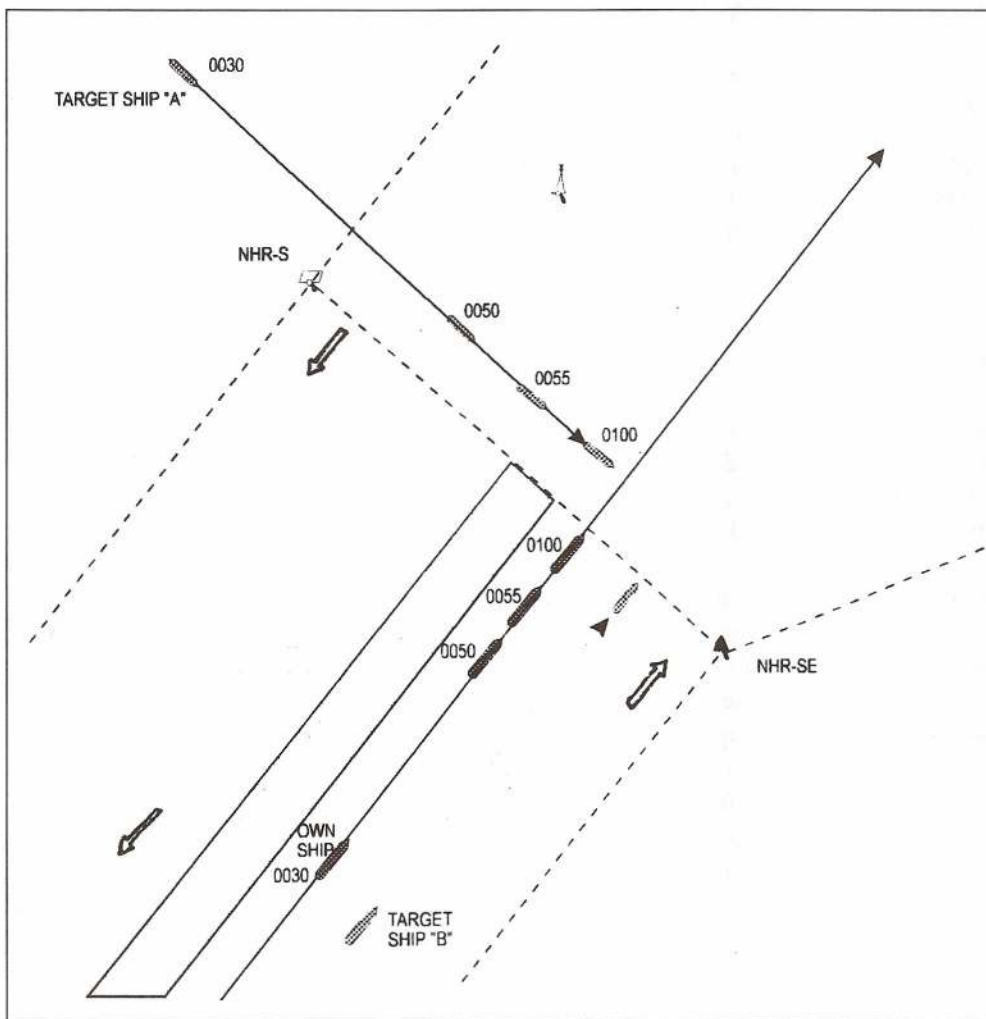 0030
TARGET SHIP "A"
NHR-S
0050
0055
0100
0100
0055
0050
NHR-SE
OWN
SHIP
0030
TARGET
SHIP "B"